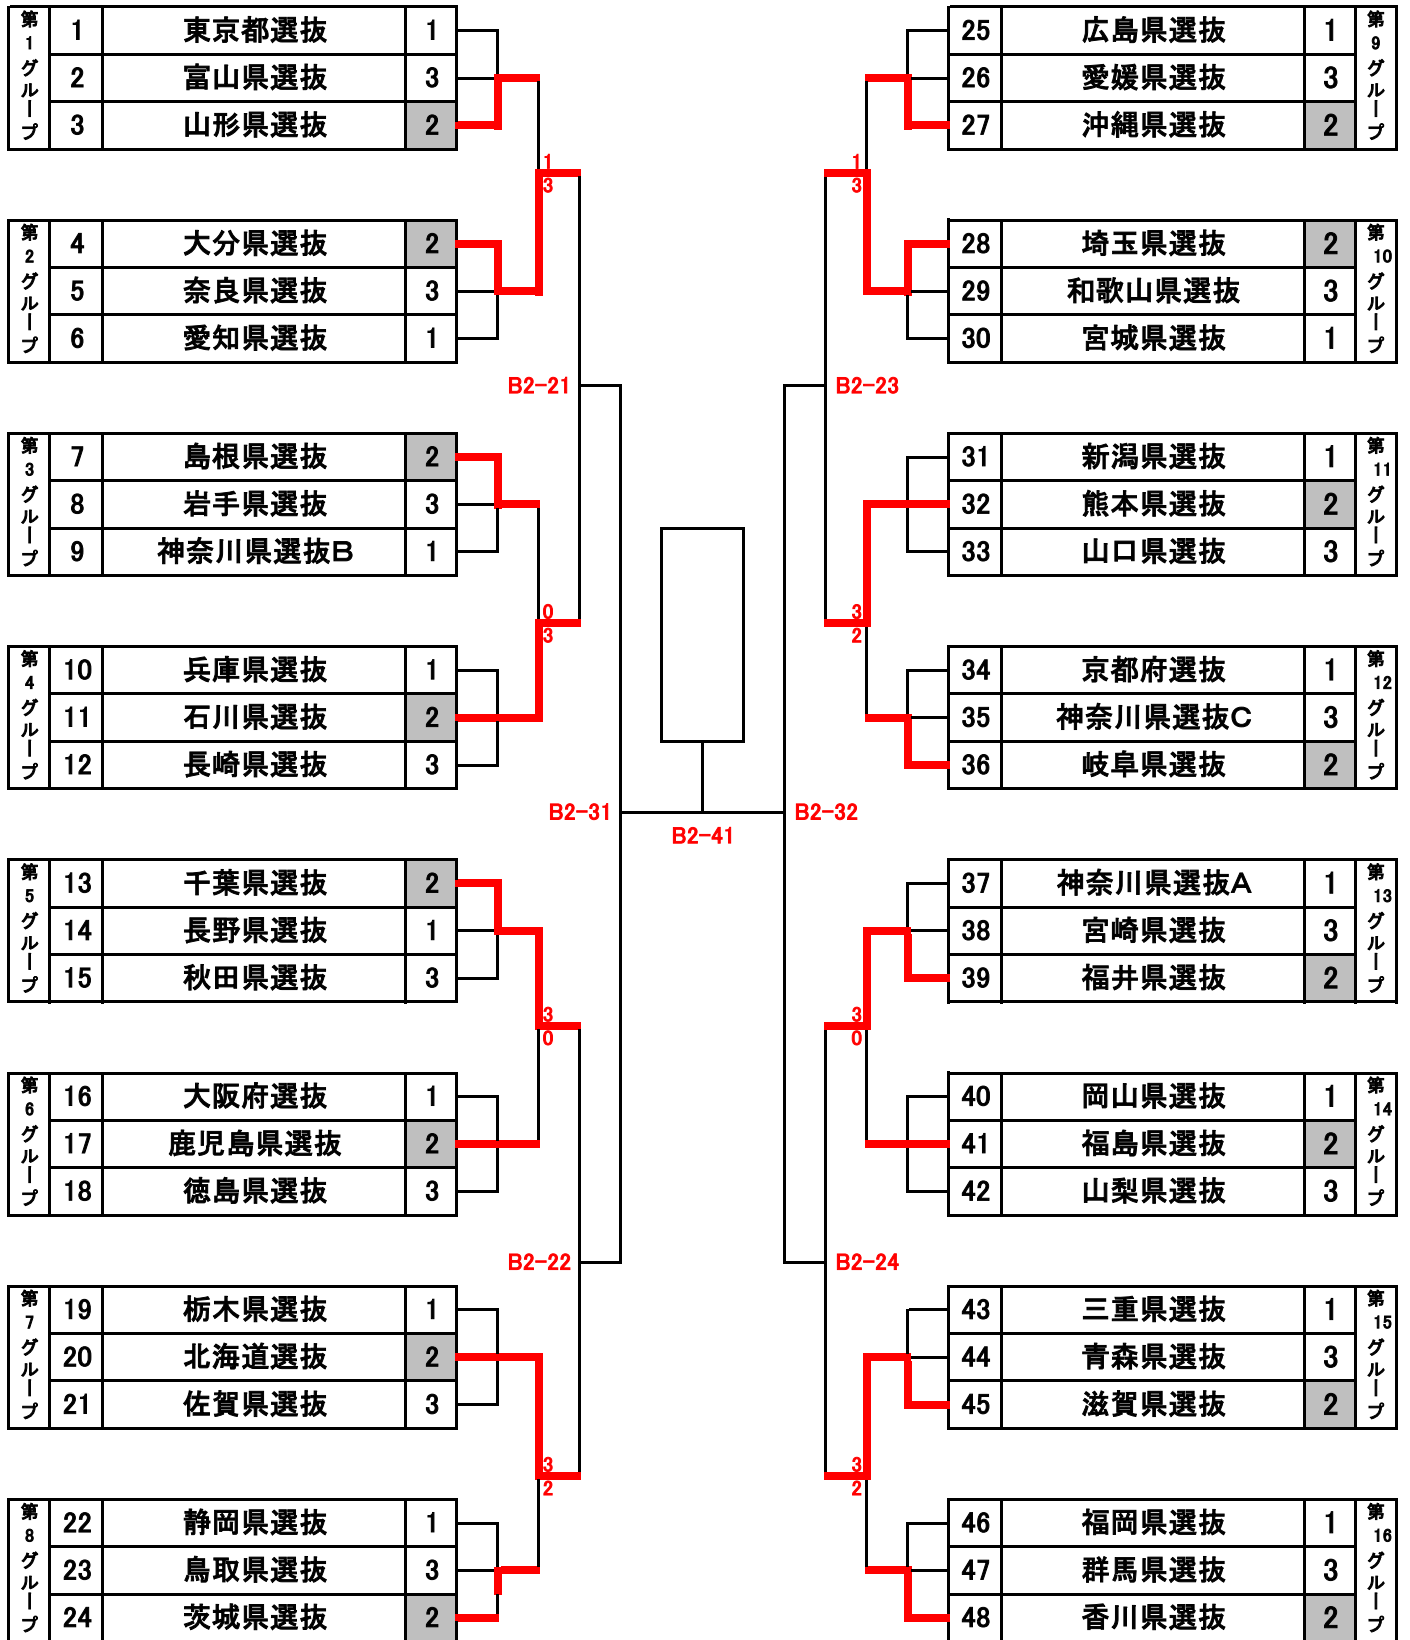 第1グループ
1 東京都選抜 1
2 富山県選抜 3
3 山形県選抜 2
1
3
第2グループ
4 大分県選抜 2
5 奈良県選抜 3
6 愛知県選抜 1
B2-21
第3グループ
7 島根県選抜 2
8 岩手県選抜 3
9 神奈川県選抜B 1
0
3
第4グループ
10 兵庫県選抜 1
11 石川県選抜 2
12 長崎県選抜 3
B2-31
第5グループ
13 千葉県選抜 2
14 長野県選抜 1
15 秋田県選抜 3
3
0
第6グループ
16 大阪府選抜 1
17 鹿児島県選抜 2
18 徳島県選抜 3
B2-22
第7グループ
19 栃木県選抜 1
20 北海道選抜 2
21 佐賀県選抜 3
3
2
第8グループ
22 静岡県選抜 1
23 鳥取県選抜 3
24 茨城県選抜 2
B2-41
第9グループ
25 広島県選抜 1
26 愛媛県選抜 3
27 沖縄県選抜 2
1
3
第10グループ
28 埼玉県選抜 2
29 和歌山県選抜 3
30 宮城県選抜 1
B2-23
第11グループ
31 新潟県選抜 1
32 熊本県選抜 2
33 山口県選抜 3
3
2
第12グループ
34 京都府選抜 1
35 神奈川県選抜C 3
36 岐阜県選抜 2
B2-32
第13グループ
37 神奈川県選抜A 1
38 宮崎県選抜 3
39 福井県選抜 2
3
0
第14グループ
40 岡山県選抜 1
41 福島県選抜 2
42 山梨県選抜 3
B2-24
第15グループ
43 三重県選抜 1
44 青森県選抜 3
45 滋賀県選抜 2
3
2
第16グループ
46 福岡県選抜 1
47 群馬県選抜 3
48 香川県選抜 2